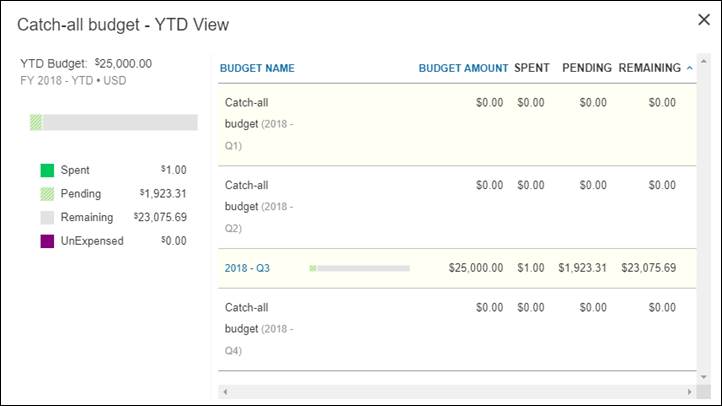 Catch-all budget - YTD View
YTD Budget: $25,000.00
FY 2018 - YTD • USD
Spent $1.00
Pending $1,923.31
Remaining $23,075.69
UnExpensed $0.00
BUDGET NAME BUDGET AMOUNT SPENT PENDING REMAINING
Catch-all $0.00 $0.00 $0.00 $0.00
budget (2018 -
Q1)
Catch-all $0.00 $0.00 $0.00 $0.00
budget (2018 -
Q2)
2018 - Q3 $25,000.00 $1.00 $1,923.31 $23,075.69
Catch-all $0.00 $0.00 $0.00 $0.00
budget (2018 -
Q4)